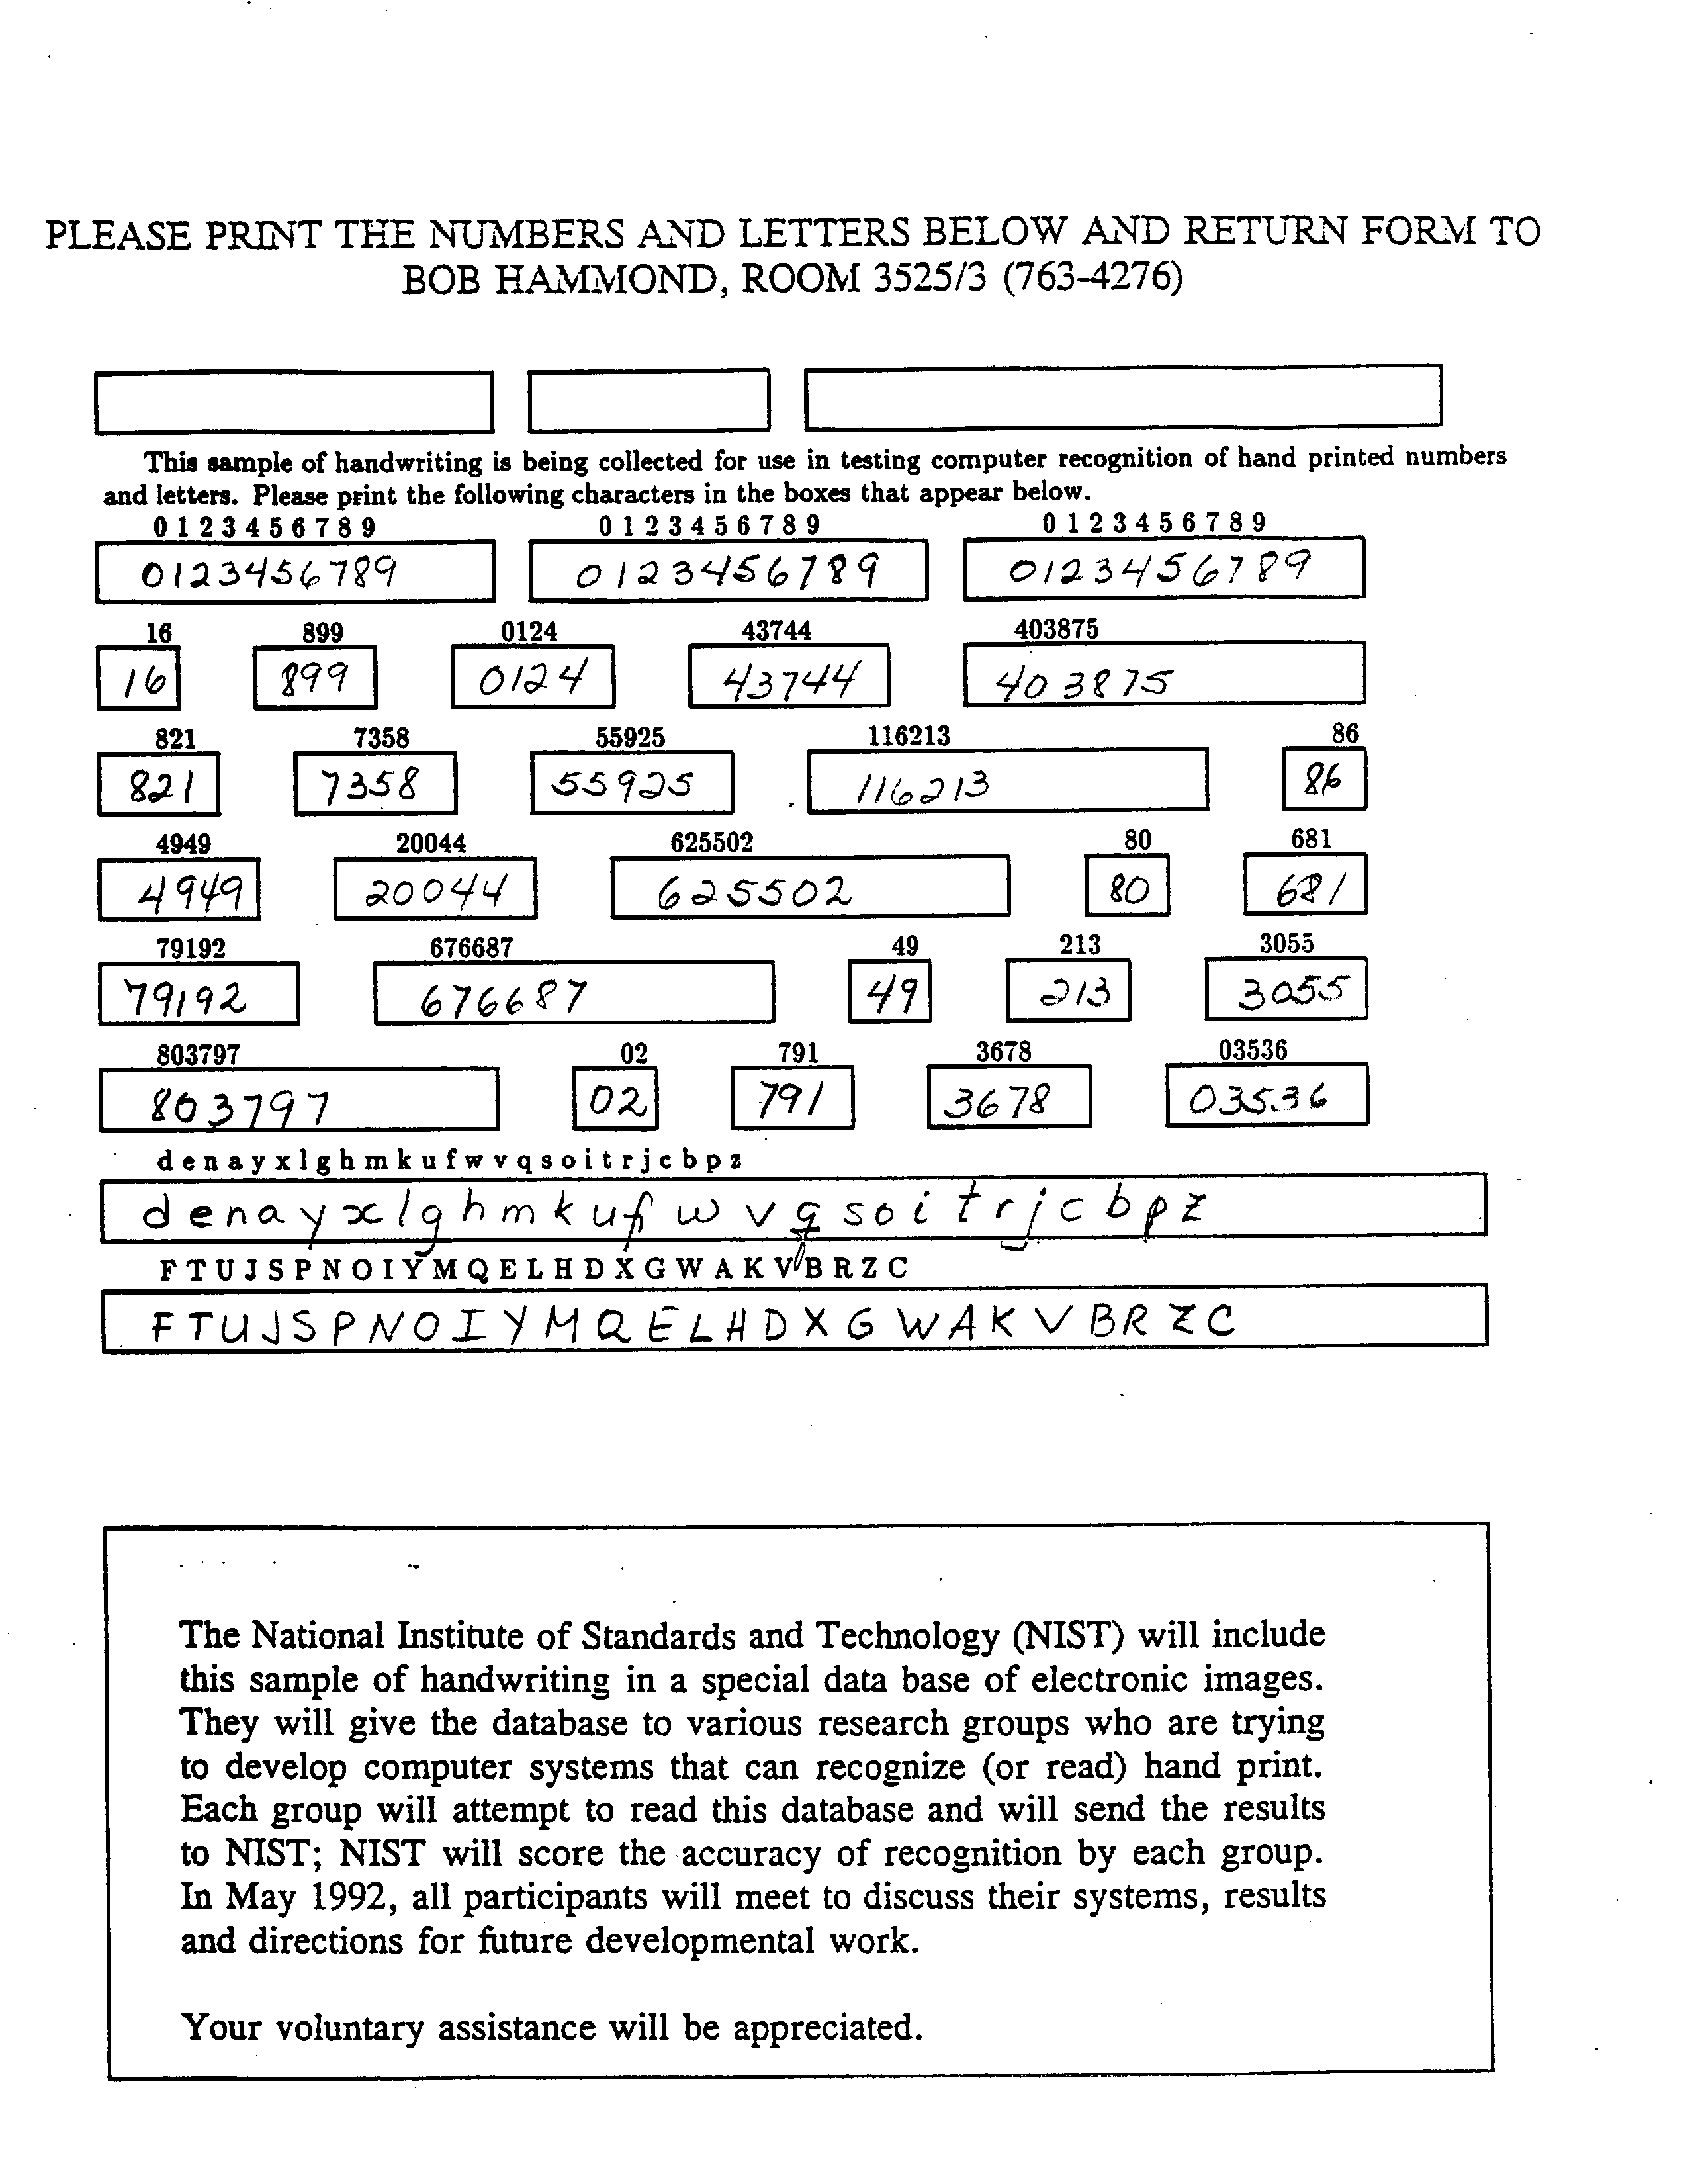 PLEASE PRINT THE NUMBERS AND LETTERS BELOW AND RETURN FORM TO
BOB HAMMOND, ROOM 3525/3 (763-4276)
This sample of handwriting is being collected for use in testing computer recognition of hand printed numbers
and letters. Please print the following characters in the boxes that appear below.
0 1 2 3 4 5 6 7 8 9 0 1 2 3 4 5 6 7 8 9 0 1 2 3 4 5 6 7 8 9
0123456789 0123456789 0123456789
16 899 0124 43744 403875
16 899 0124 43744 403875
821 7358 55925 116213 86
821 7358 55925 116213 86
4949 20044 625502 80 681
4949 20044 625502 80 681
79192 676687 49 213 3055
79192 676687 49 213 3055
803797 02 791 3678 03536
803797 02 791 3678 03536
d e n a y x l g h m k u f w v q s o i t r j c b p z
d e n a y x l g h m k u f w v q s o i t r j c b p z
F T U J S P N O I Y M Q E L H D X G W A K V B R Z C
F T U J S P N O I Y M Q E L H D X G W A K V B R Z C
The National Institute of Standards and Technology (NIST) will include
this sample of handwriting in a special data base of electronic images.
They will give the database to various research groups who are trying
to develop computer systems that can recognize (or read) hand print.
Each group will attempt to read this database and will send the results
to NIST; NIST will score the accuracy of recognition by each group.
In May 1992, all participants will meet to discuss their systems, results
and directions for future developmental work.
Your voluntary assistance will be appreciated.